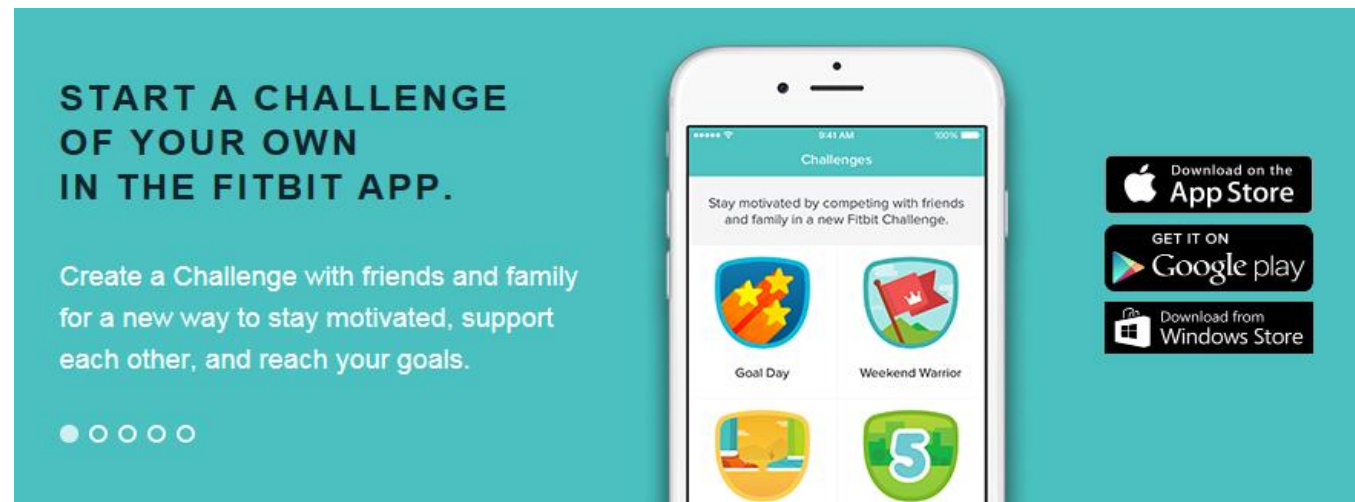 START A CHALLENGE
OF YOUR OWN
IN THE FITBIT APP.
Create a Challenge with friends and family
for a new way to stay motivated, support
each other, and reach your goals.
9:41 AM 100%
Challenges
Stay motivated by competing with friends
and family in a new Fitbit Challenge.
Goal Day
Weekend Warrior
5
Download on the
App Store
GET IT ON
Google play
Download from
Windows Store